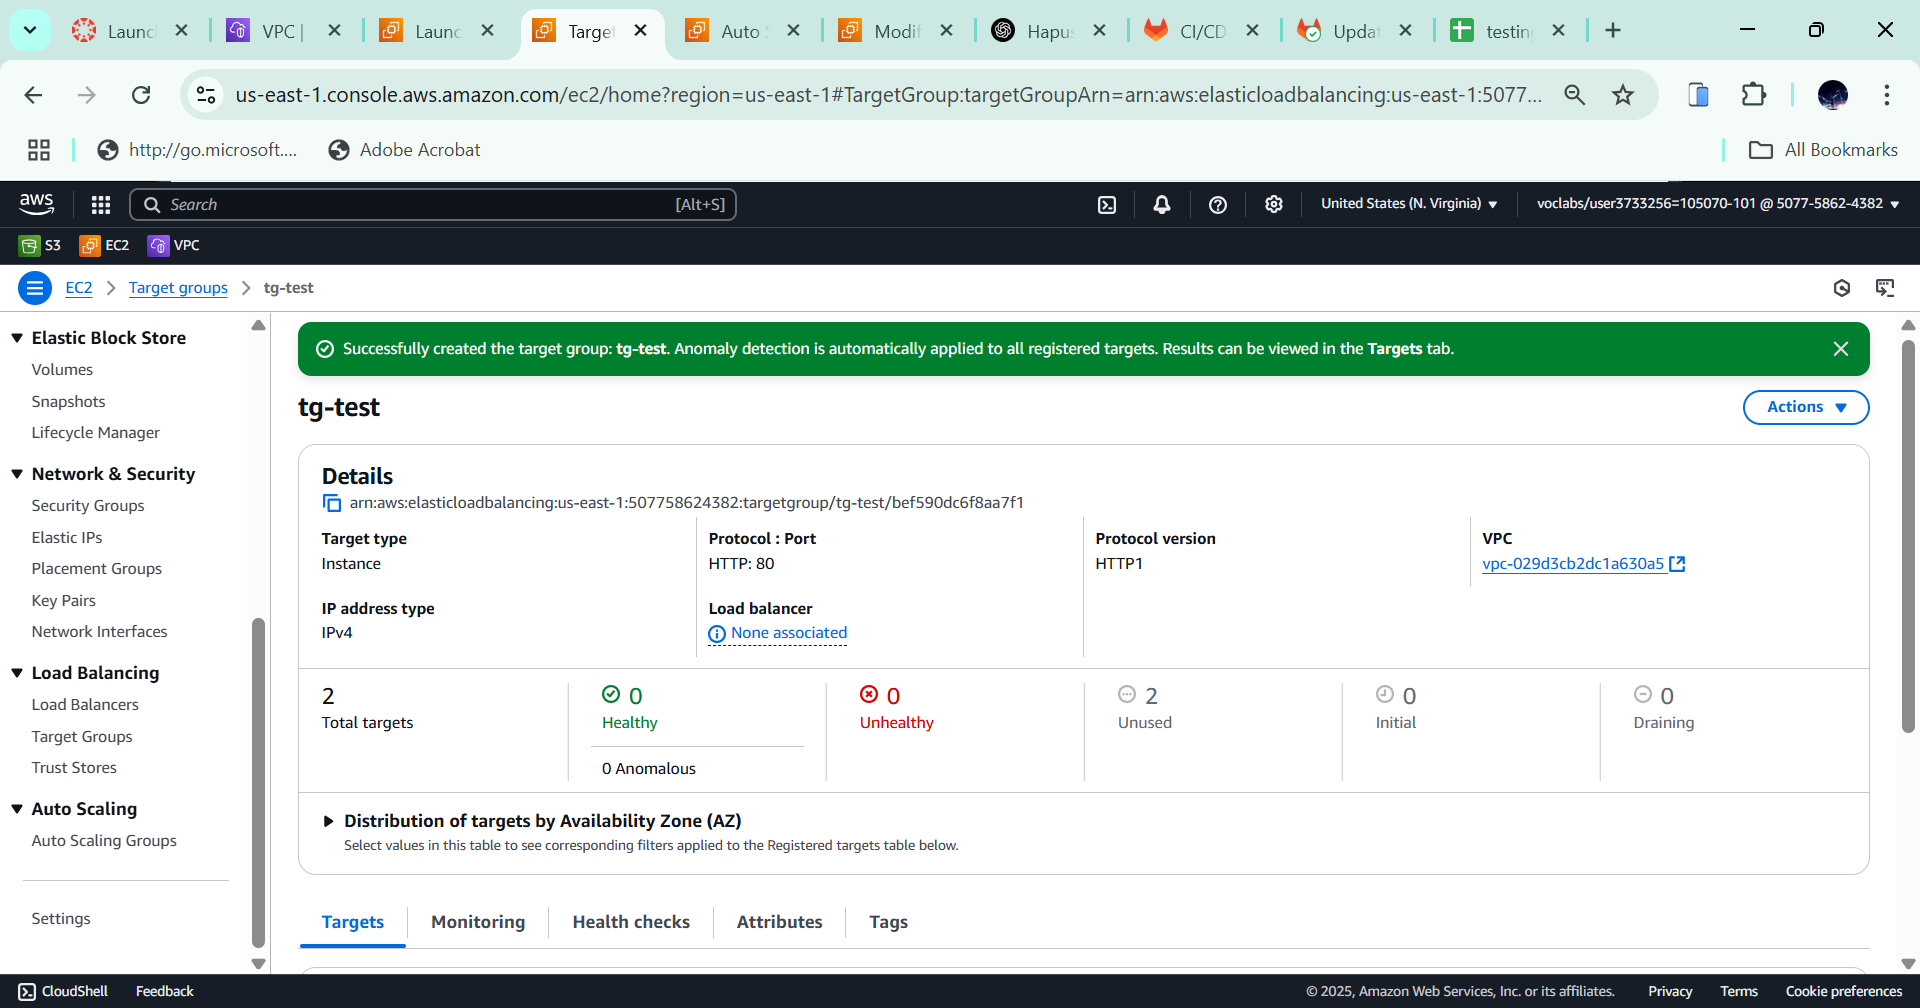 Launc
VPC |
Launc
Target
Auto S
Modif
Hapus
CI/CD
Updat
testing
us-east-1.console.aws.amazon.com/ec2/home?region=us-east-1#TargetGroup:targetGroupArn=arn:aws:elasticloadbalancing:us-east-1:5077...
http://go.microsoft....
Adobe Acrobat
All Bookmarks
aws
Search
[Alt+S]
United States (N. Virginia)
voclabs/user3733256=105070-101 @ 5077-5862-4382
S3
EC2
VPC
EC2
Target groups
tg-test
Elastic Block Store
Volumes
Snapshots
Lifecycle Manager
Network & Security
Security Groups
Elastic IPs
Placement Groups
Key Pairs
Network Interfaces
Load Balancing
Load Balancers
Target Groups
Trust Stores
Auto Scaling
Auto Scaling Groups
Settings
Successfully created the target group: tg-test. Anomaly detection is automatically applied to all registered targets. Results can be viewed in the Targets tab.
tg-test
Actions
Details
arn:aws:elasticloadbalancing:us-east-1:507758624382:targetgroup/tg-test/bef590dc6f8aa7f1
Target type
Instance
Protocol : Port
HTTP: 80
Protocol version
HTTP1
VPC
vpc-029d3cb2dc1a630a5
IP address type
IPv4
Load balancer
None associated
2
Total targets
0
Healthy
0 Anomalous
0
Unhealthy
2
Unused
0
Initial
0
Draining
Distribution of targets by Availability Zone (AZ)
Select values in this table to see corresponding filters applied to the Registered targets table below.
Targets
Monitoring
Health checks
Attributes
Tags
CloudShell
Feedback
© 2025, Amazon Web Services, Inc. or its affiliates.
Privacy
Terms
Cookie preferences